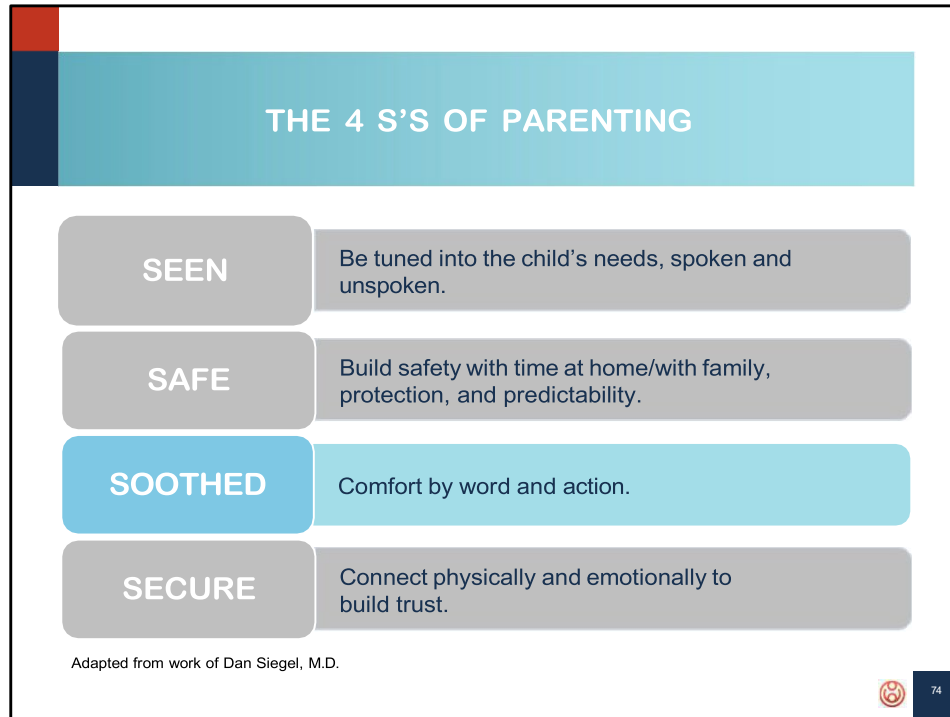 THE 4 S’S OF PARENTING
SEEN
Be tuned into the child’s needs, spoken and
unspoken.
SAFE
Build safety with time at home/with family,
protection, and predictability.
SOOTHED
Comfort by word and action.
SECURE
Connect physically and emotionally to
build trust.
Adapted from work of Dan Siegel, M.D.
74